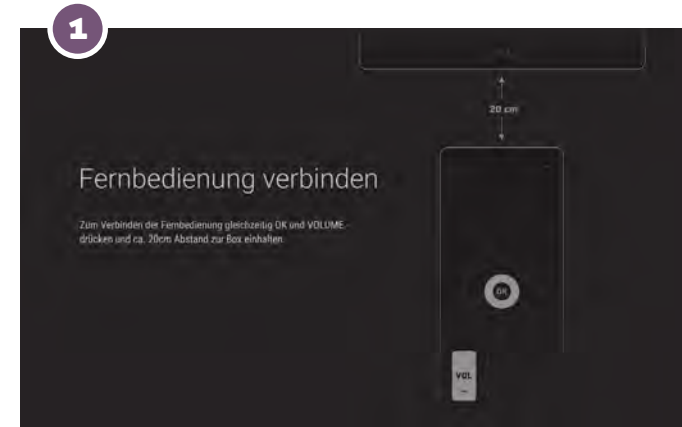 1
20 cm
Fernbedienung verbinden
Zum Verbinden der Fernbedienung gleichzeitig OK und VOLUME -
drücken und ca. 20cm Abstand zur Box einhalten.
OK
VOL
–